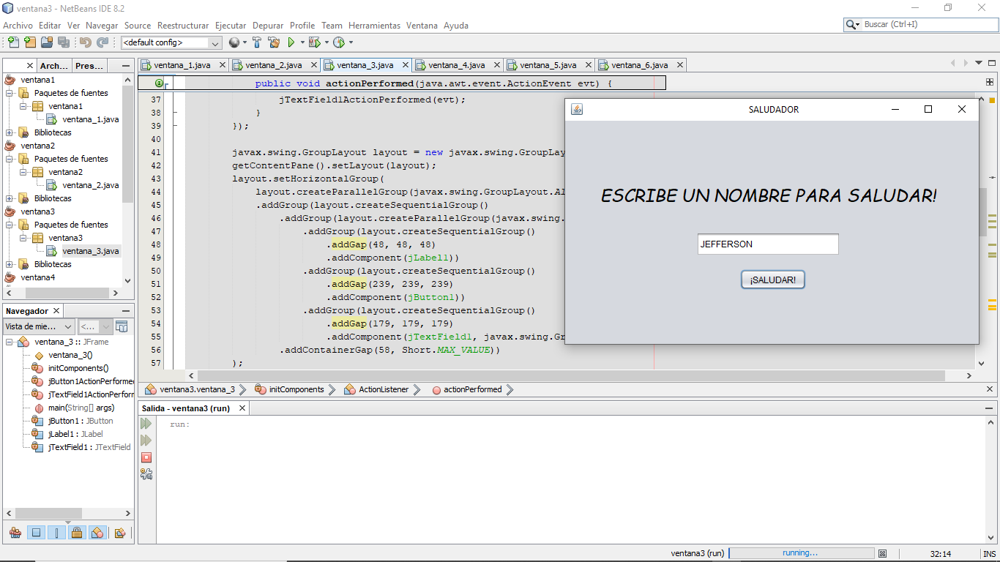 ventana3 - NetBeans IDE 8.2
Archivo Editar Ver Navegar Source Reestructurar Ejecutar Depurar Profile Team Herramientas Ventana Ayuda
Buscar (Ctrl+I)
<default config>
Arch... Pres...
ventana_1.java ventana_2.java ventana_3.java ventana_4.java ventana_5.java ventana_6.java
ventana1
Paquetes de fuentes
ventana1
ventana_1.java
Bibliotecas
ventana2
Paquetes de fuentes
ventana2
ventana_2.java
Bibliotecas
ventana3
Paquetes de fuentes
ventana3
ventana_3.java
Bibliotecas
ventana4
public void actionPerformed(java.awt.event.ActionEvent evt) {
37 jTextField1ActionPerformed(evt);
38 }
39 });
40
41 javax.swing.GroupLayout layout = new javax.swing.GroupLay
42 getContentPane().setLayout(layout);
43 layout.setHorizontalGroup(
44 layout.createParallelGroup(javax.swing.GroupLayout.AL
45 .addGroup(layout.createSequentialGroup()
46 .addGroup(layout.createParallelGroup(javax.swing.
47 .addGroup(layout.createSequentialGroup()
48 .addGap(48, 48, 48)
49 .addComponent(jLabel1))
50 .addGroup(layout.createSequentialGroup()
51 .addGap(239, 239, 239)
52 .addComponent(jButton1))
53 .addGroup(layout.createSequentialGroup()
54 .addGap(179, 179, 179)
55 .addComponent(jTextField1, javax.swing.Gr
56 .addContainerGap(58, Short.MAX_VALUE))
57 );
SALUDADOR
ESCRIBE UN NOMBRE PARA SALUDAR!
JEFFERSON
¡SALUDAR!
Navegador
Vista de mie... <...
ventana_3 :: JFrame
ventana_3()
initComponents()
jButton1ActionPerformed
jTextField1ActionPerform
main(String[] args)
jButton1 : JButton
jLabel1 : JLabel
jTextField1 : JTextField
ventana3.ventana_3 initComponents ActionListener actionPerformed
Salida - ventana3 (run)
run:
ventana3 (run) running... 32:14 INS